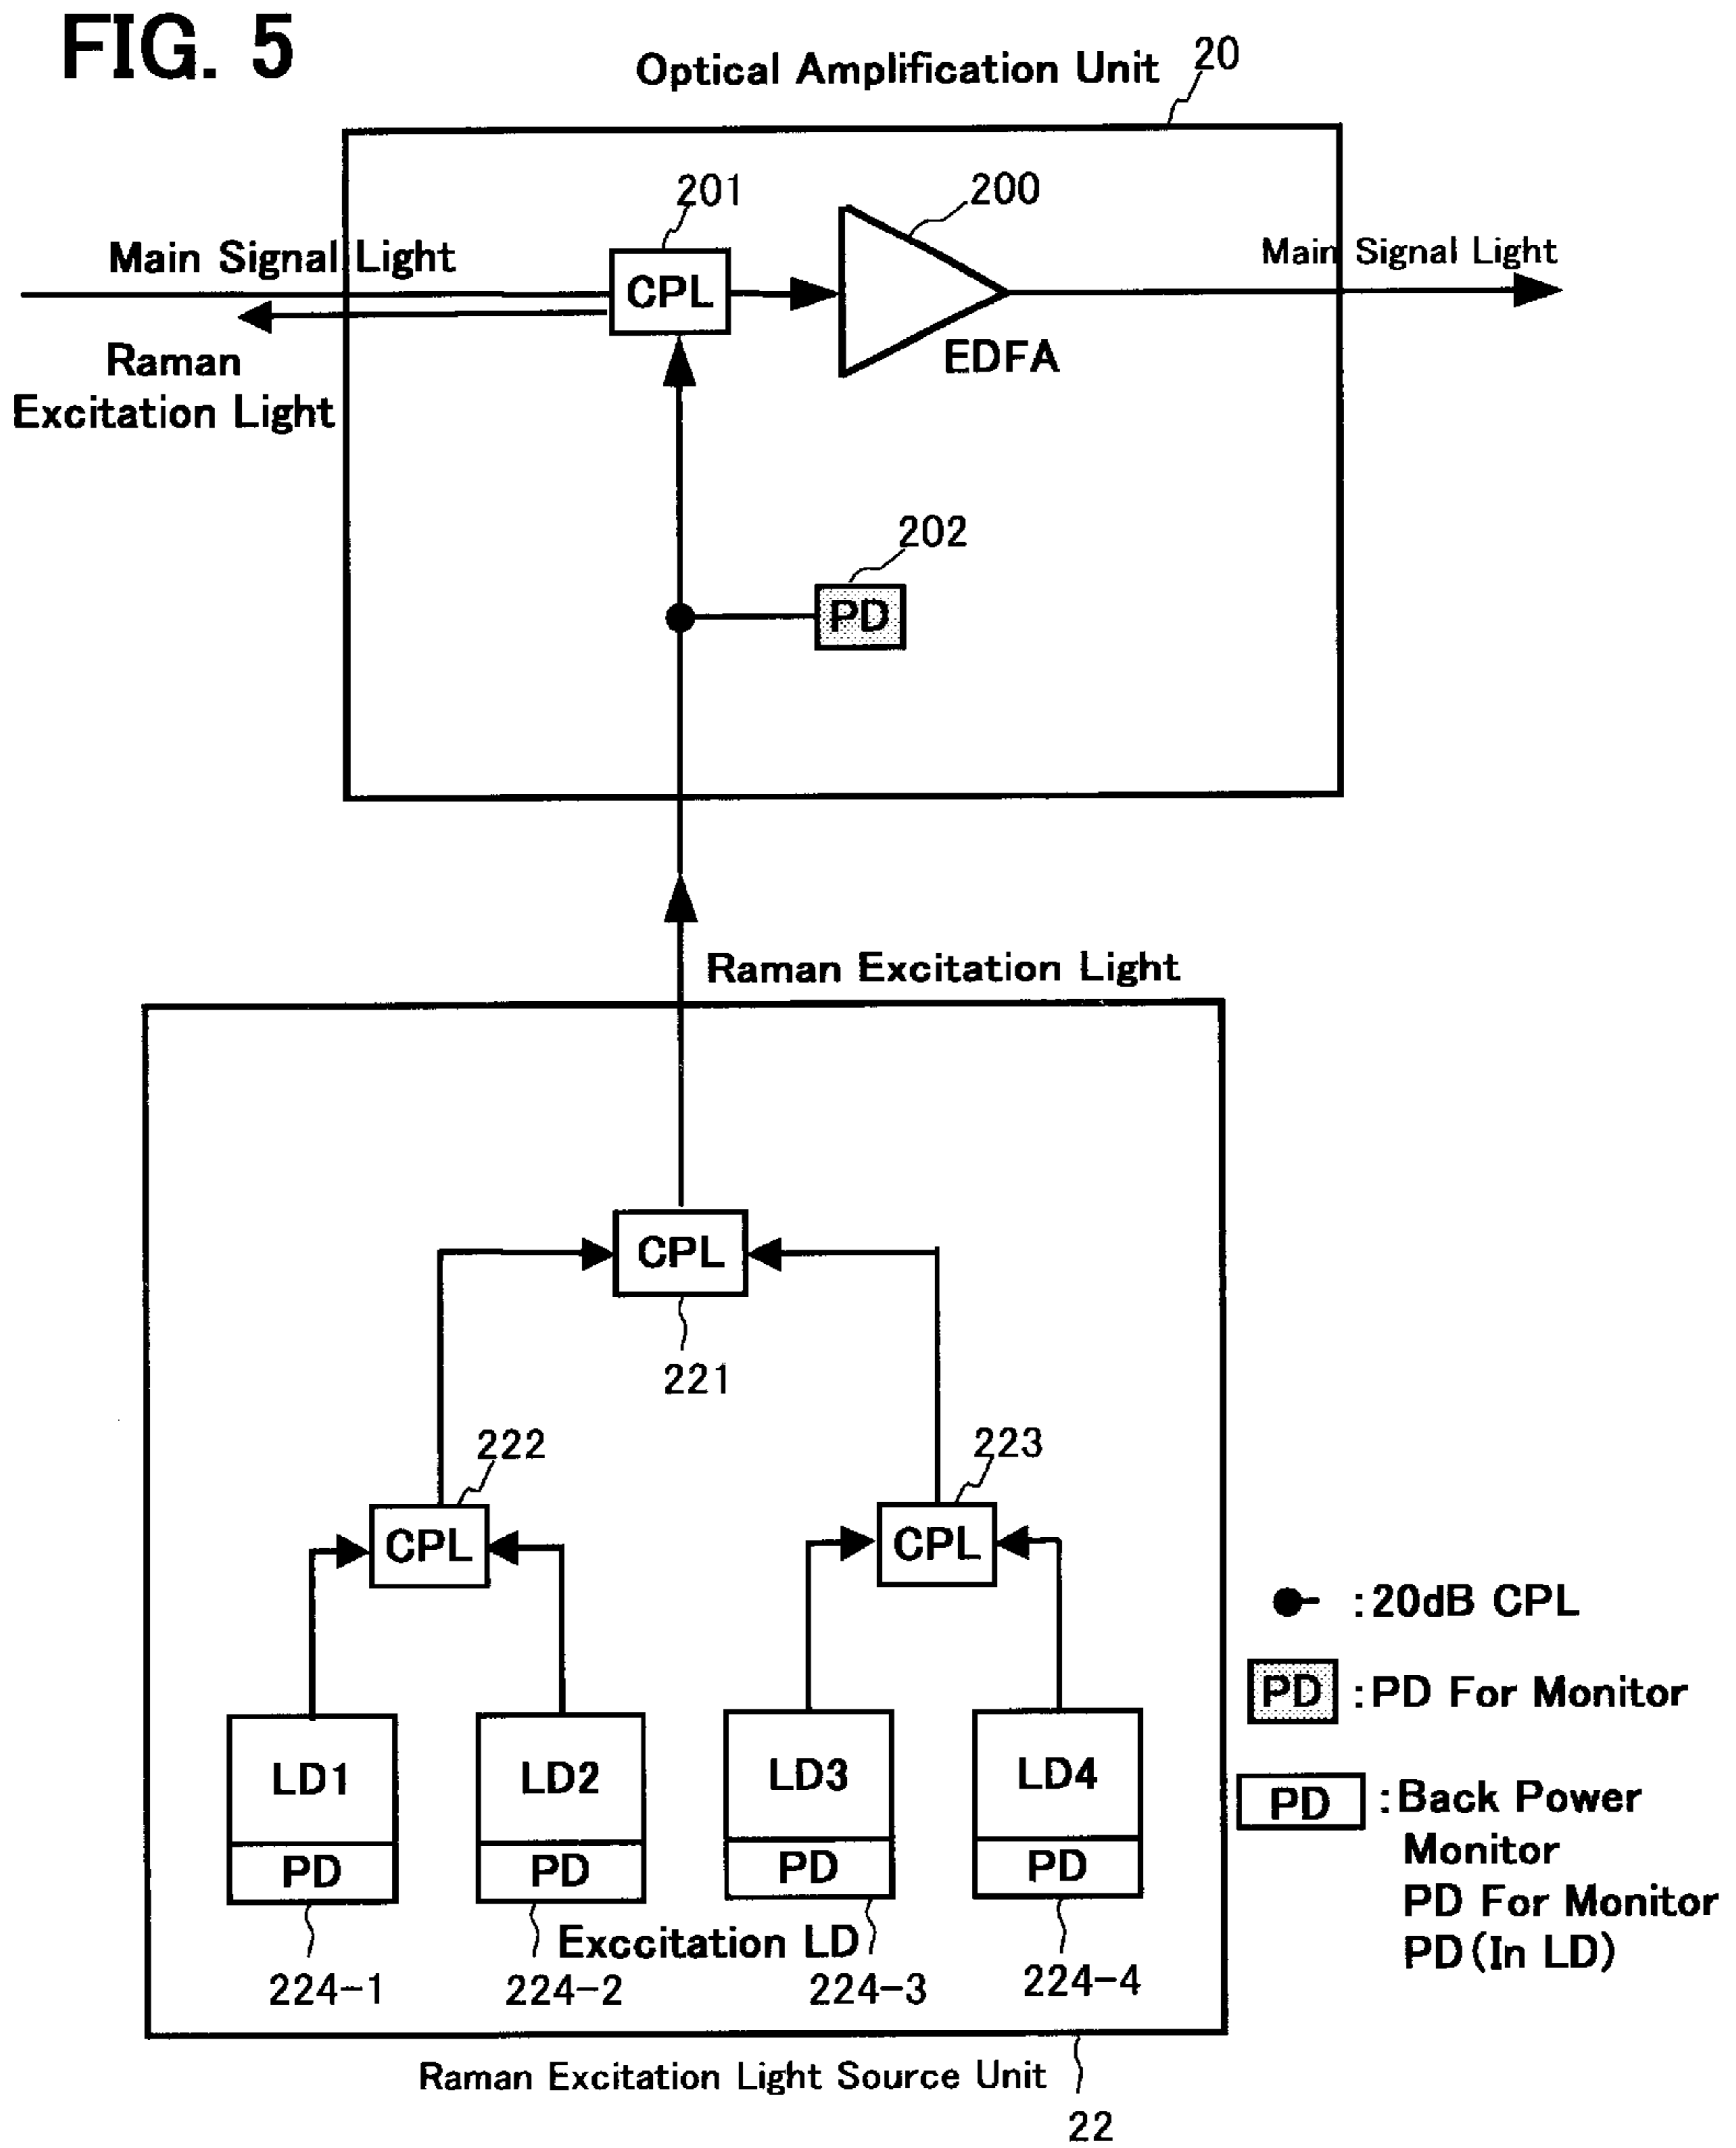 FIG. 5
Optical Amplification Unit
20
201
200
Main Signal Light
CPL
Main Signal Light
EDFA
Raman
Excitation Light
202
PD
Raman Excitation Light
CPL
221
222
223
CPL
CPL
:20dB CPL
PD :PD For Monitor
LD1
LD2
LD3
LD4
PD
PD
PD
PD
PD :Back Power
Monitor
PD For Monitor
PD(In LD)
Exccitation LD
224-1
224-2
224-3
224-4
Raman Excitation Light Source Unit
22